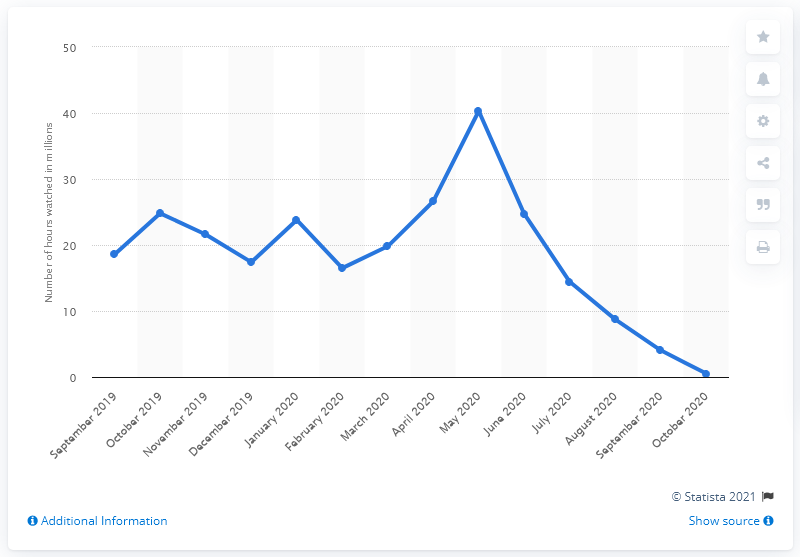 50
40
30
20
10
0
Number of hours watched in millions
September 2019
October 2019
November 2019
December 2019
January 2020
February 2020
March 2020
April 2020
May 2020
June 2020
July 2020
August 2020
September 2020
October 2020
© Statista 2021
Additional Information
Show source